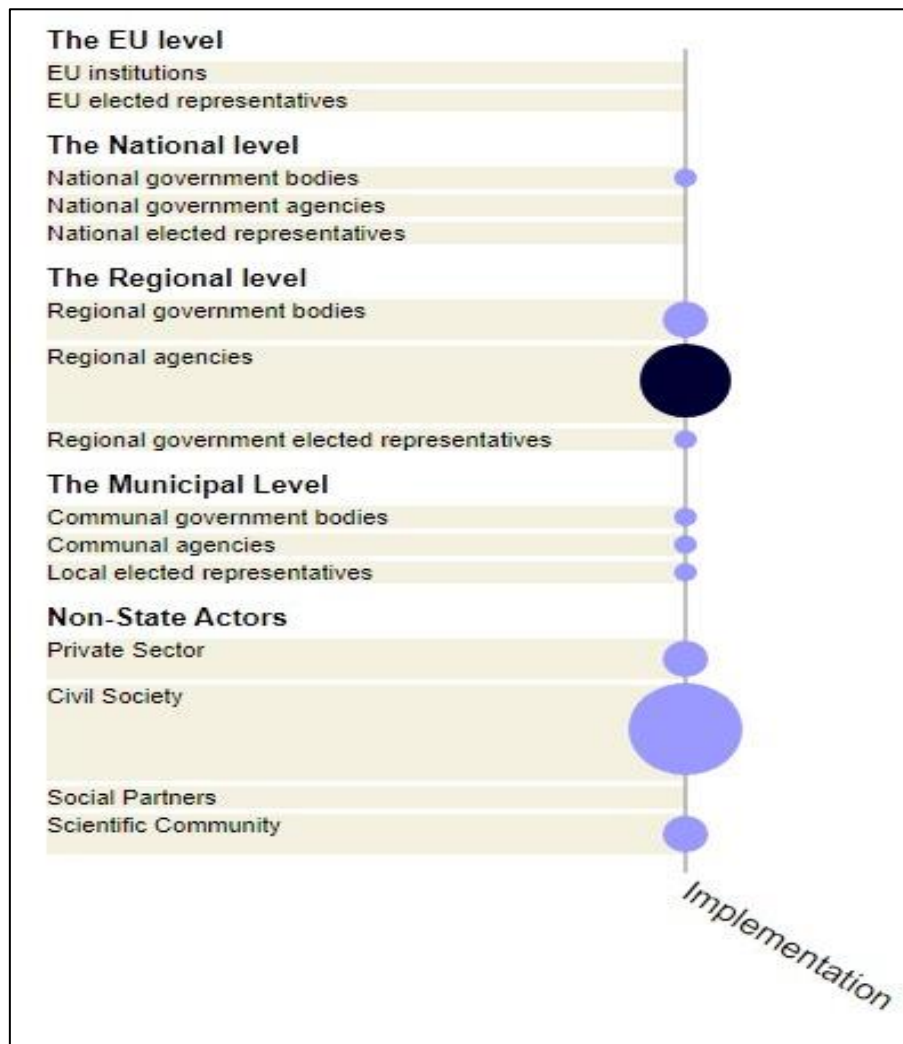 The EU level
EU institutions
EU elected representatives
The National level
National government bodies
National government agencies
National elected representatives
The Regional level
Regional government bodies
Regional agencies
Regional government elected representatives
The Municipal Level
Communal government bodies
Communal agencies
Local elected representatives
Non-State Actors
Private Sector
Civil Society
Social Partners
Scientific Community
Implementation